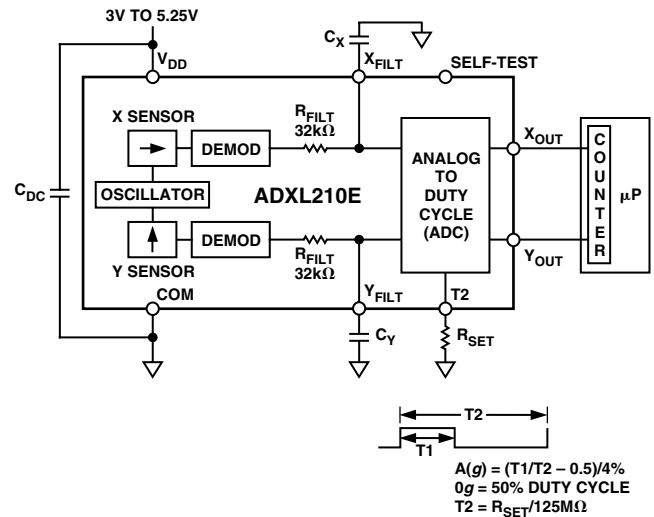 3V TO 5.25V
V_DD
C_X
X_FILT
SELF-TEST
X SENSOR
R_FILT
32kΩ
DEMOD
X_OUT
C_DC
OSCILLATOR
ADXL210E
ANALOG
TO
DUTY
CYCLE
(ADC)
COUNTER
µP
DEMOD
Y SENSOR
R_FILT
32kΩ
Y_OUT
COM
Y_FILT
T2
C_Y
R_SET
T2
T1
A(g) = (T1/T2 – 0.5)/4%
0g = 50% DUTY CYCLE
T2 = R_SET/125MΩ